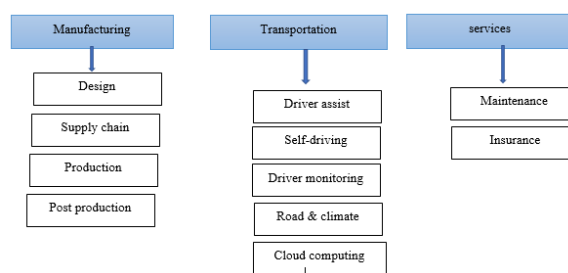 Manufacturing
Design
Supply chain
Production
Post production
Transportation
Driver assist
Self-driving
Driver monitoring
Road & climate
Cloud computing
services
Maintenance
Insurance